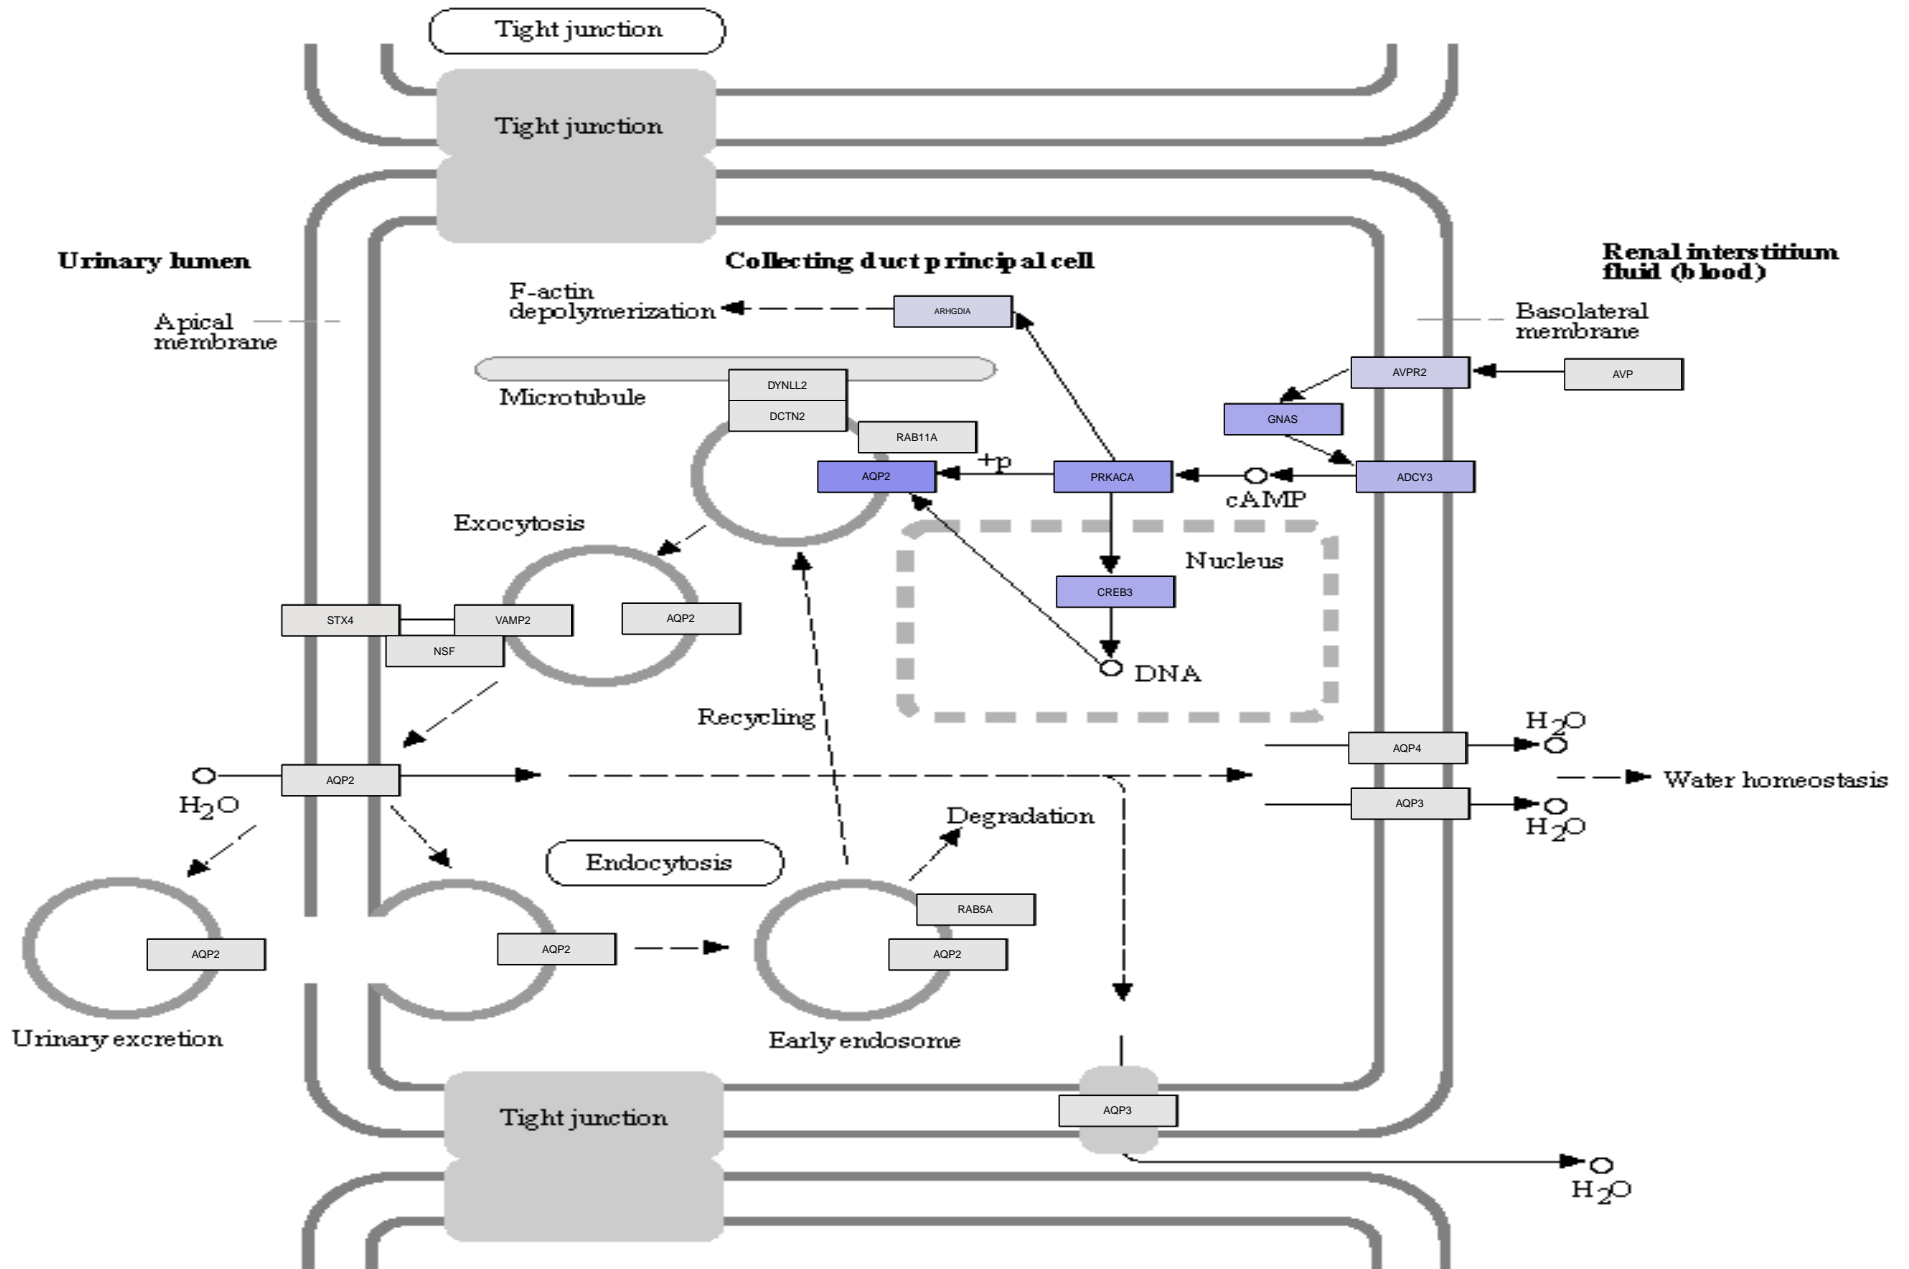 Tight junction
Tight junction
Urinary lumen
Collecting duct principal cell
Renal interstitium
fluid (blood)
F-actin
depolymerization
ARHGDIA
Apical
membrane
Basolateral
membrane
AVPR2
AVP
DYNLL2
Microtubule
DCTN2
GNAS
RAB11A
+p
AQP2
PRKACA
cAMP
ADCY3
Exocytosis
Nucleus
CREB3
STX4
VAMP2
AQP2
NSF
DNA
Recycling
H2O
AQP4
AQP2
H2O
Water homeostasis
AQP3
H2O
Degradation
Endocytosis
RAB5A
AQP2
AQP2
AQP2
Urinary excretion
Early endosome
Tight junction
AQP3
H2O